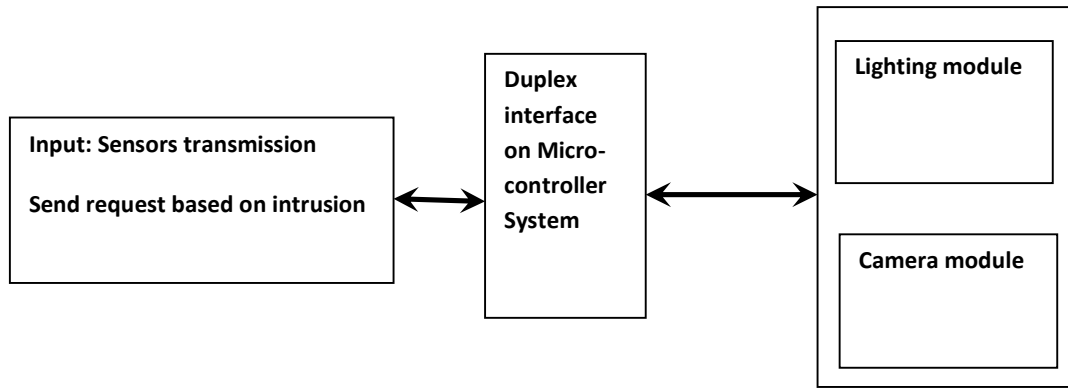 Input: Sensors transmission
Send request based on intrusion
Duplex
interface
on Micro-
controller
System
Lighting module
Camera module